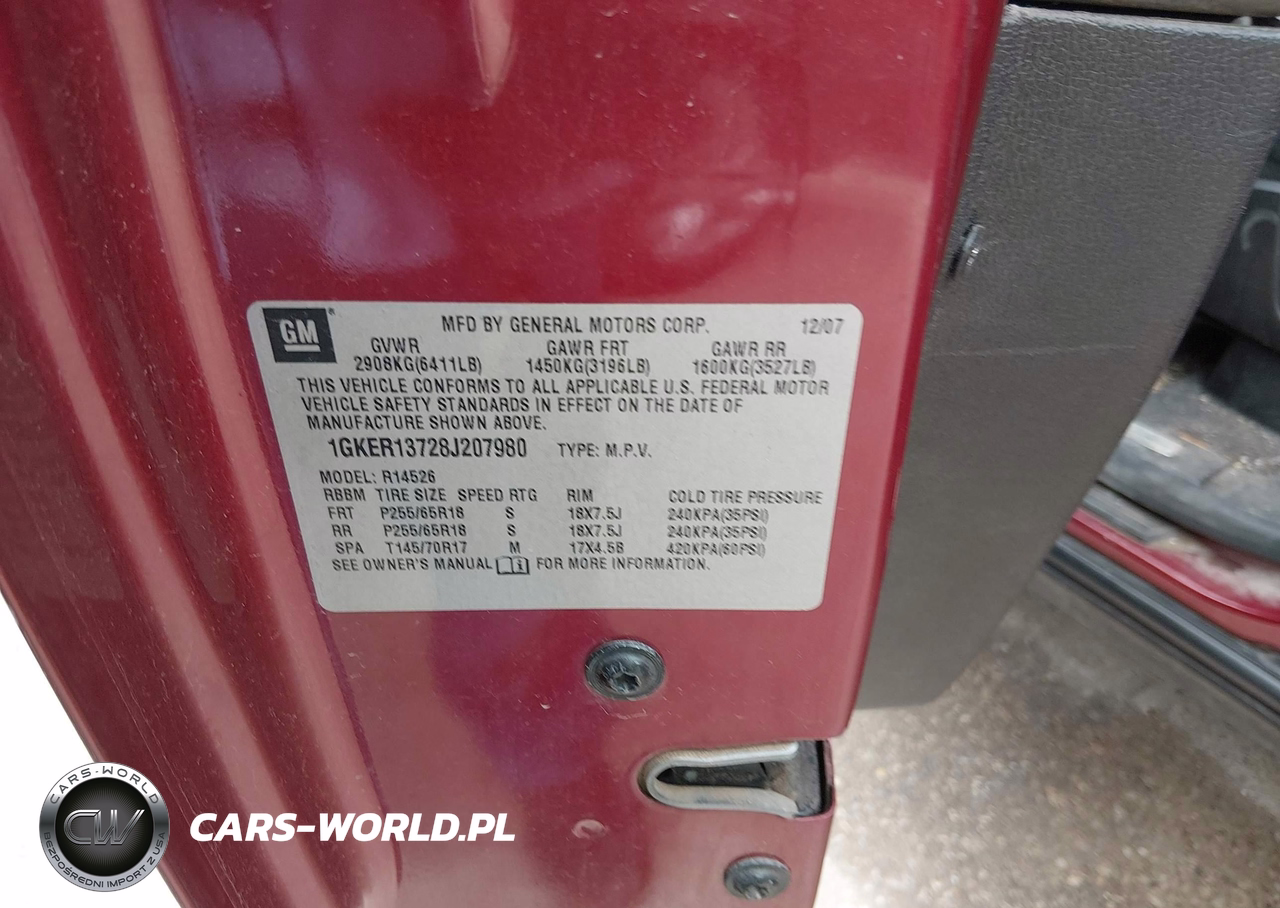 GM
MFD BY GENERAL MOTORS CORP. 12/07
GVWR GAWR FRT GAWR RR
2908KG(6411LB) 1450KG(3196LB) 1600KG(3527LB)
THIS VEHICLE CONFORMS TO ALL APPLICABLE U.S. FEDERAL MOTOR
VEHICLE SAFETY STANDARDS IN EFFECT ON THE DATE OF
MANUFACTURE SHOWN ABOVE.
1GKER13728J207980 TYPE: M.P.V.
MODEL: R14526
RBBM TIRE SIZE SPEED RTG RIM COLD TIRE PRESSURE
FRT P255/65R18 S 18X7.5J 240KPA(35PSI)
RR P255/65R18 S 18X7.5J 240KPA(35PSI)
SPA T145/70R17 M 17X4.5B 420KPA(60PSI)
SEE OWNER'S MANUAL FOR MORE INFORMATION.
CARS-WORLD
CW
BEZPOŚREDNI IMPORT Z USA
CARS-WORLD.PL